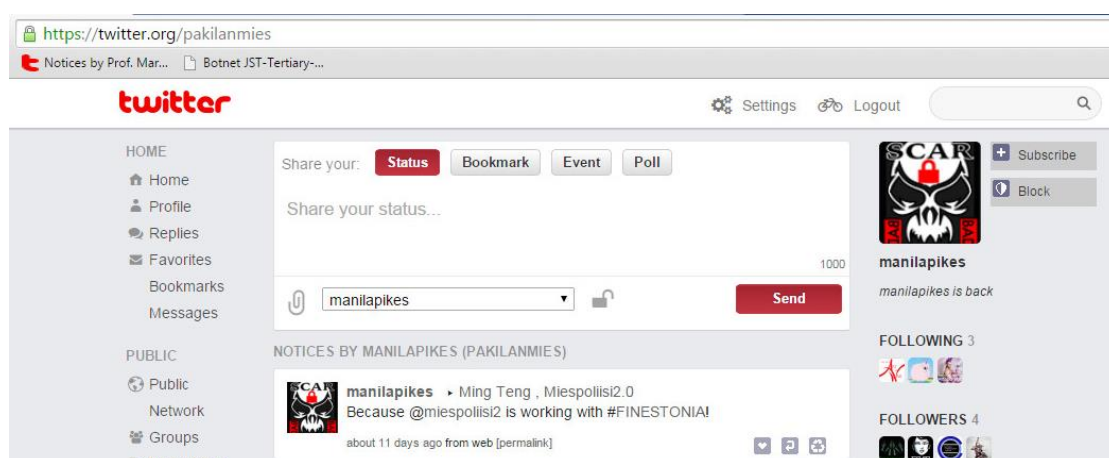 https://twitter.org/pakilanmies
Notices by Prof. Mar... Botnet JST-Tertiary-...
twitter Settings Logout
HOME
Home
Profile
Replies
Favorites
Bookmarks
Messages
PUBLIC
Public
Network
Groups
Share your: Status Bookmark Event Poll
Share your status...
1000
manilapikes Send
NOTICES BY MANILAPIKES (PAKILANMIES)
manilapikes ▸ Ming Teng , Miespoliisi2.0
Because @miespoliisi2 is working with #FINESTONIA!
about 11 days ago from web [permalink]
SCAR
Subscribe
Block
manilapikes
manilapikes is back
FOLLOWING 3
FOLLOWERS 4